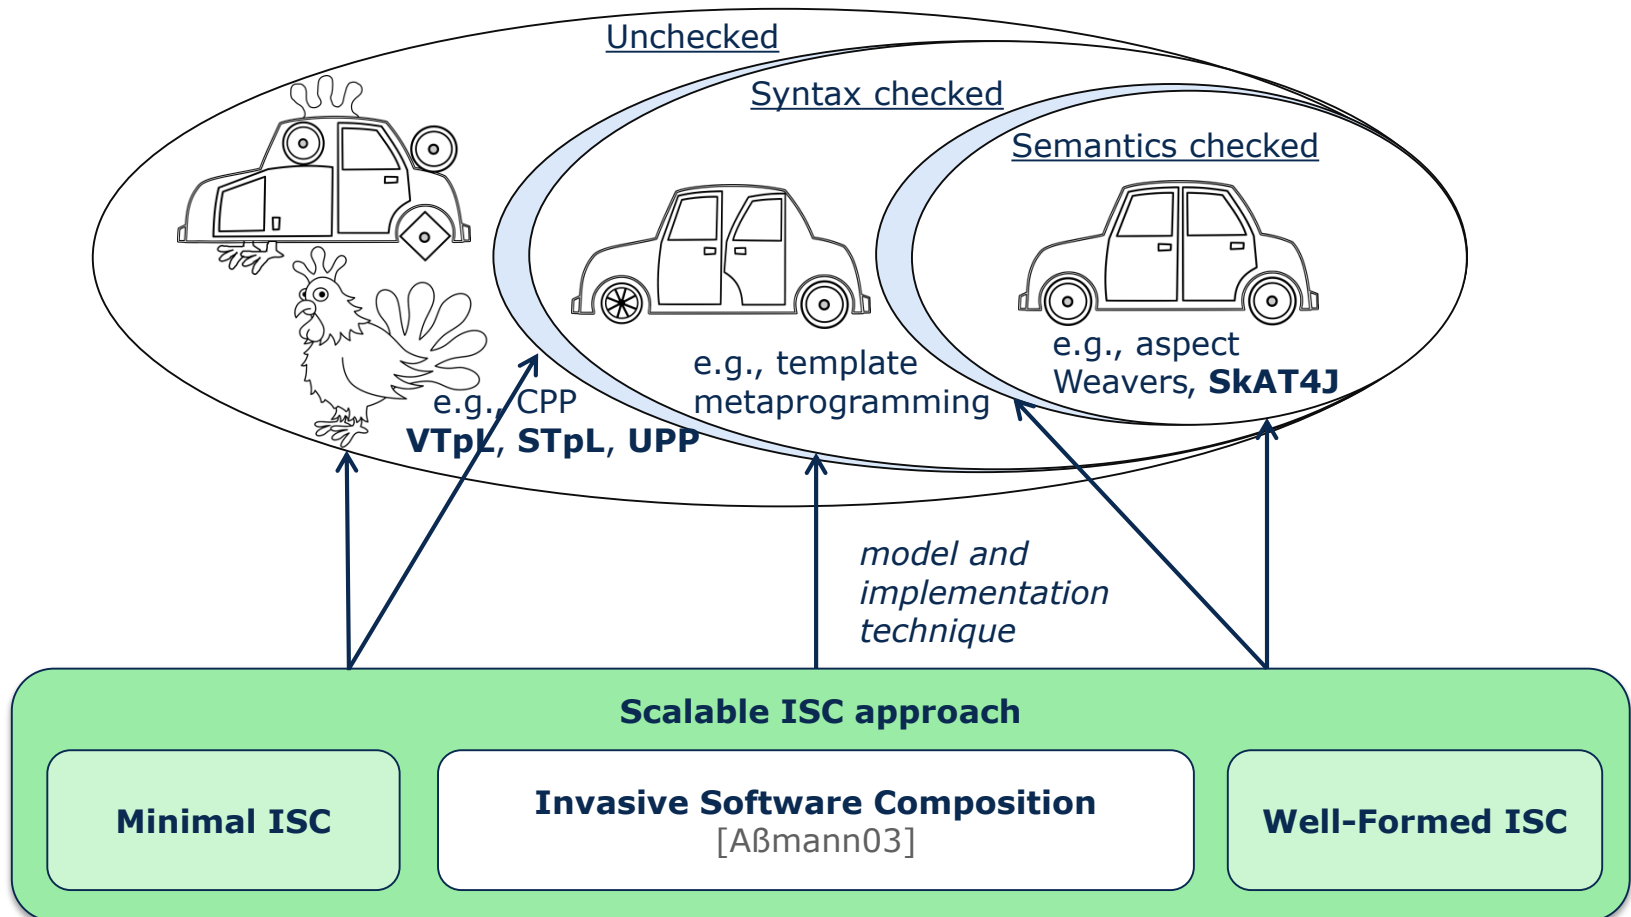 Unchecked
Syntax checked
Semantics checked
e.g., aspect
Weavers, SkAT4J
e.g., template
metaprogramming
e.g., CPP
VTpL, STpL, UPP
model and
implementation
technique
Scalable ISC approach
Minimal ISC
Invasive Software Composition
[Aßmann03]
Well-Formed ISC